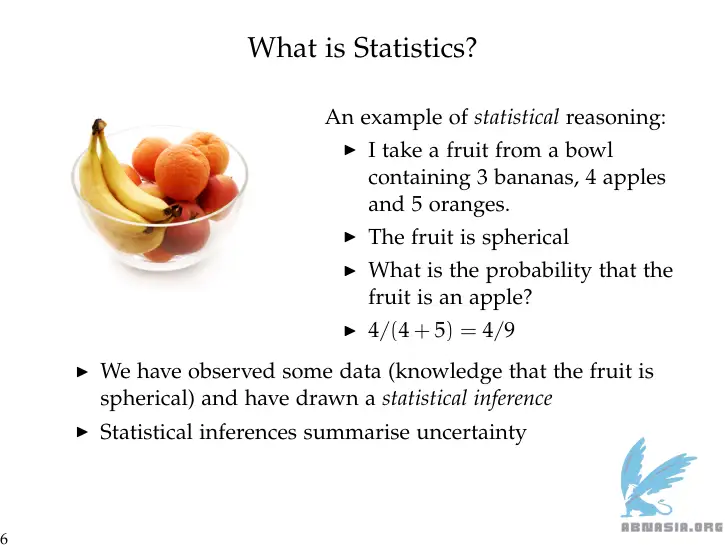 What is Statistics?
An example of statistical reasoning:
▶ I take a fruit from a bowl
containing 3 bananas, 4 apples
and 5 oranges.
▶ The fruit is spherical
▶ What is the probability that the
fruit is an apple?
▶ 4/(4 + 5) = 4/9
▶ We have observed some data (knowledge that the fruit is
spherical) and have drawn a statistical inference
▶ Statistical inferences summarise uncertainty
ABNASIA.ORG
6